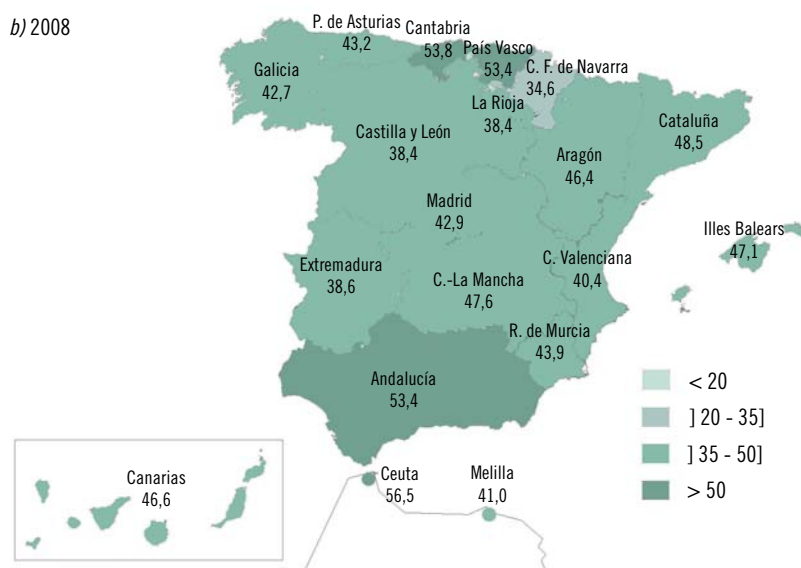 b) 2008
P. de Asturias
43,2
Cantabria
53,8
País Vasco
53,4
C. F. de Navarra
34,6
Galicia
42,7
La Rioja
38,4
Cataluña
48,5
Castilla y León
38,4
Aragón
46,4
Madrid
42,9
Illes Balears
47,1
Extremadura
38,6
C.-La Mancha
47,6
C. Valenciana
40,4
R. de Murcia
43,9
Andalucía
53,4
< 20
] 20 - 35]
] 35 - 50]
> 50
Canarias
46,6
Ceuta
56,5
Melilla
41,0